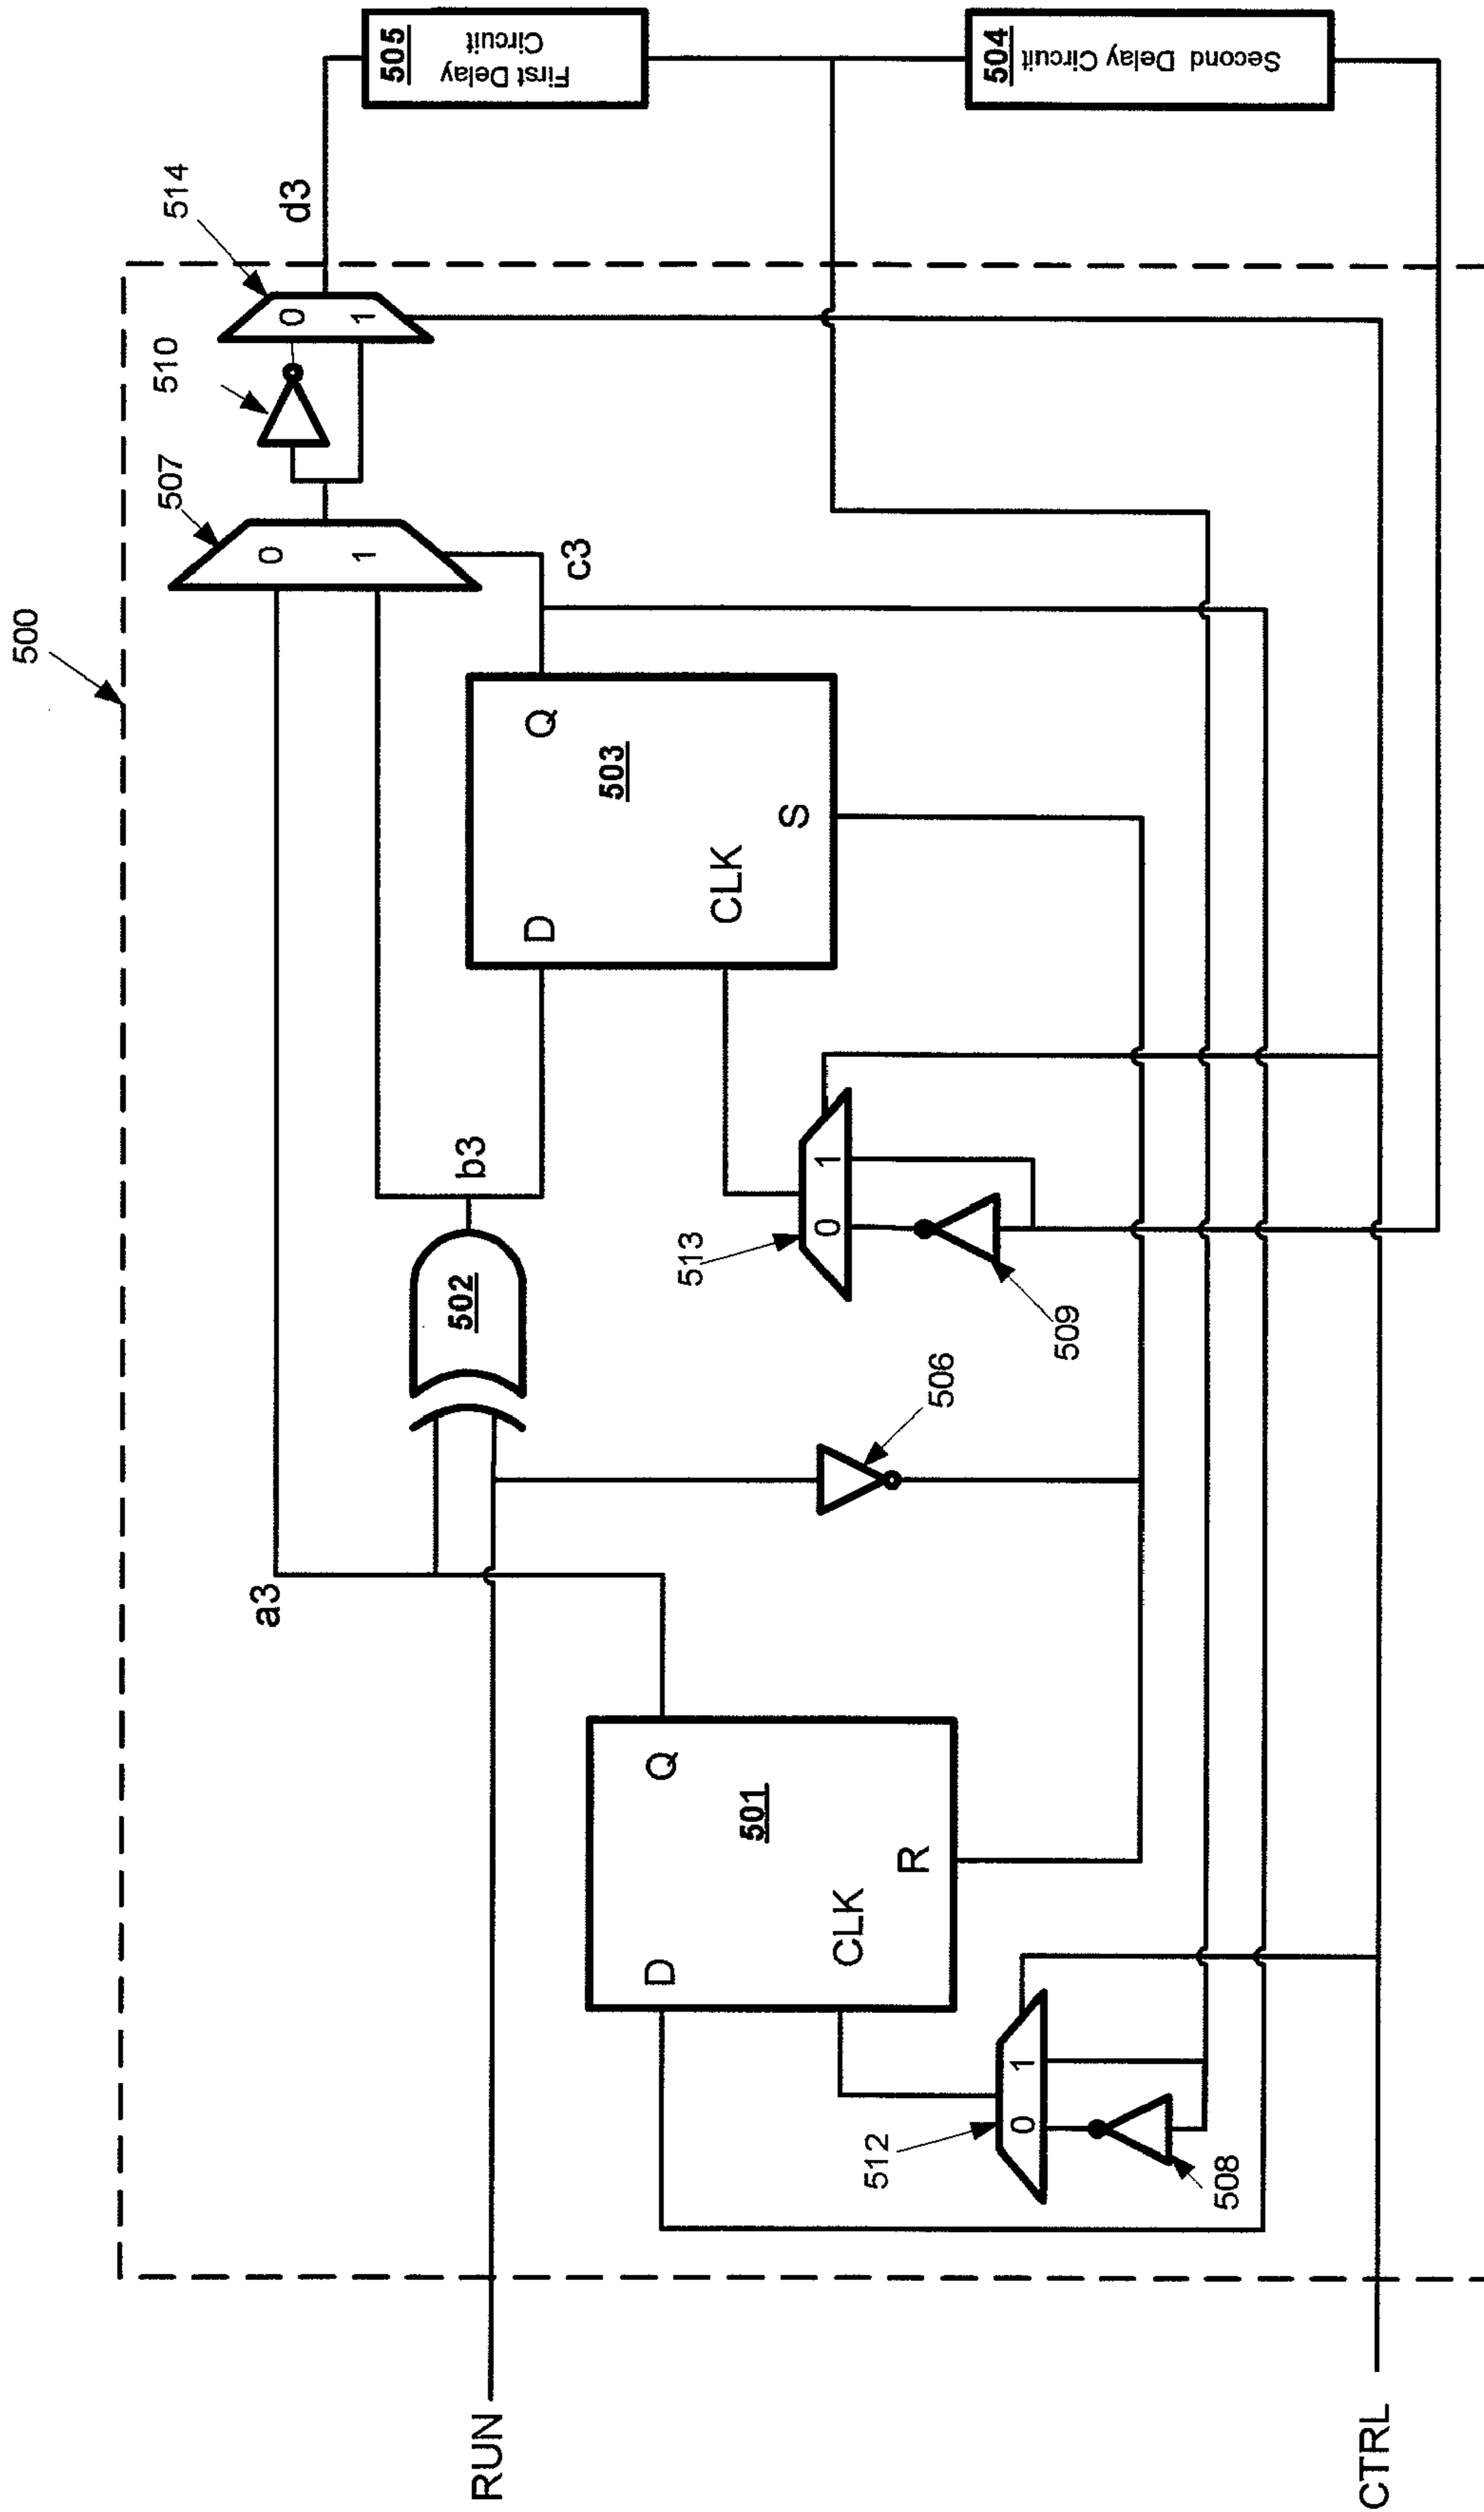 500
505
First Delay
Circuit
504
Second Delay Circuit
d3
514
0
1
510
507
0
1
c3
D
Q
503
CLK
S
b3
502
513
0
1
509
506
a3
D
Q
501
CLK
R
512
0
1
508
RUN
CTRL